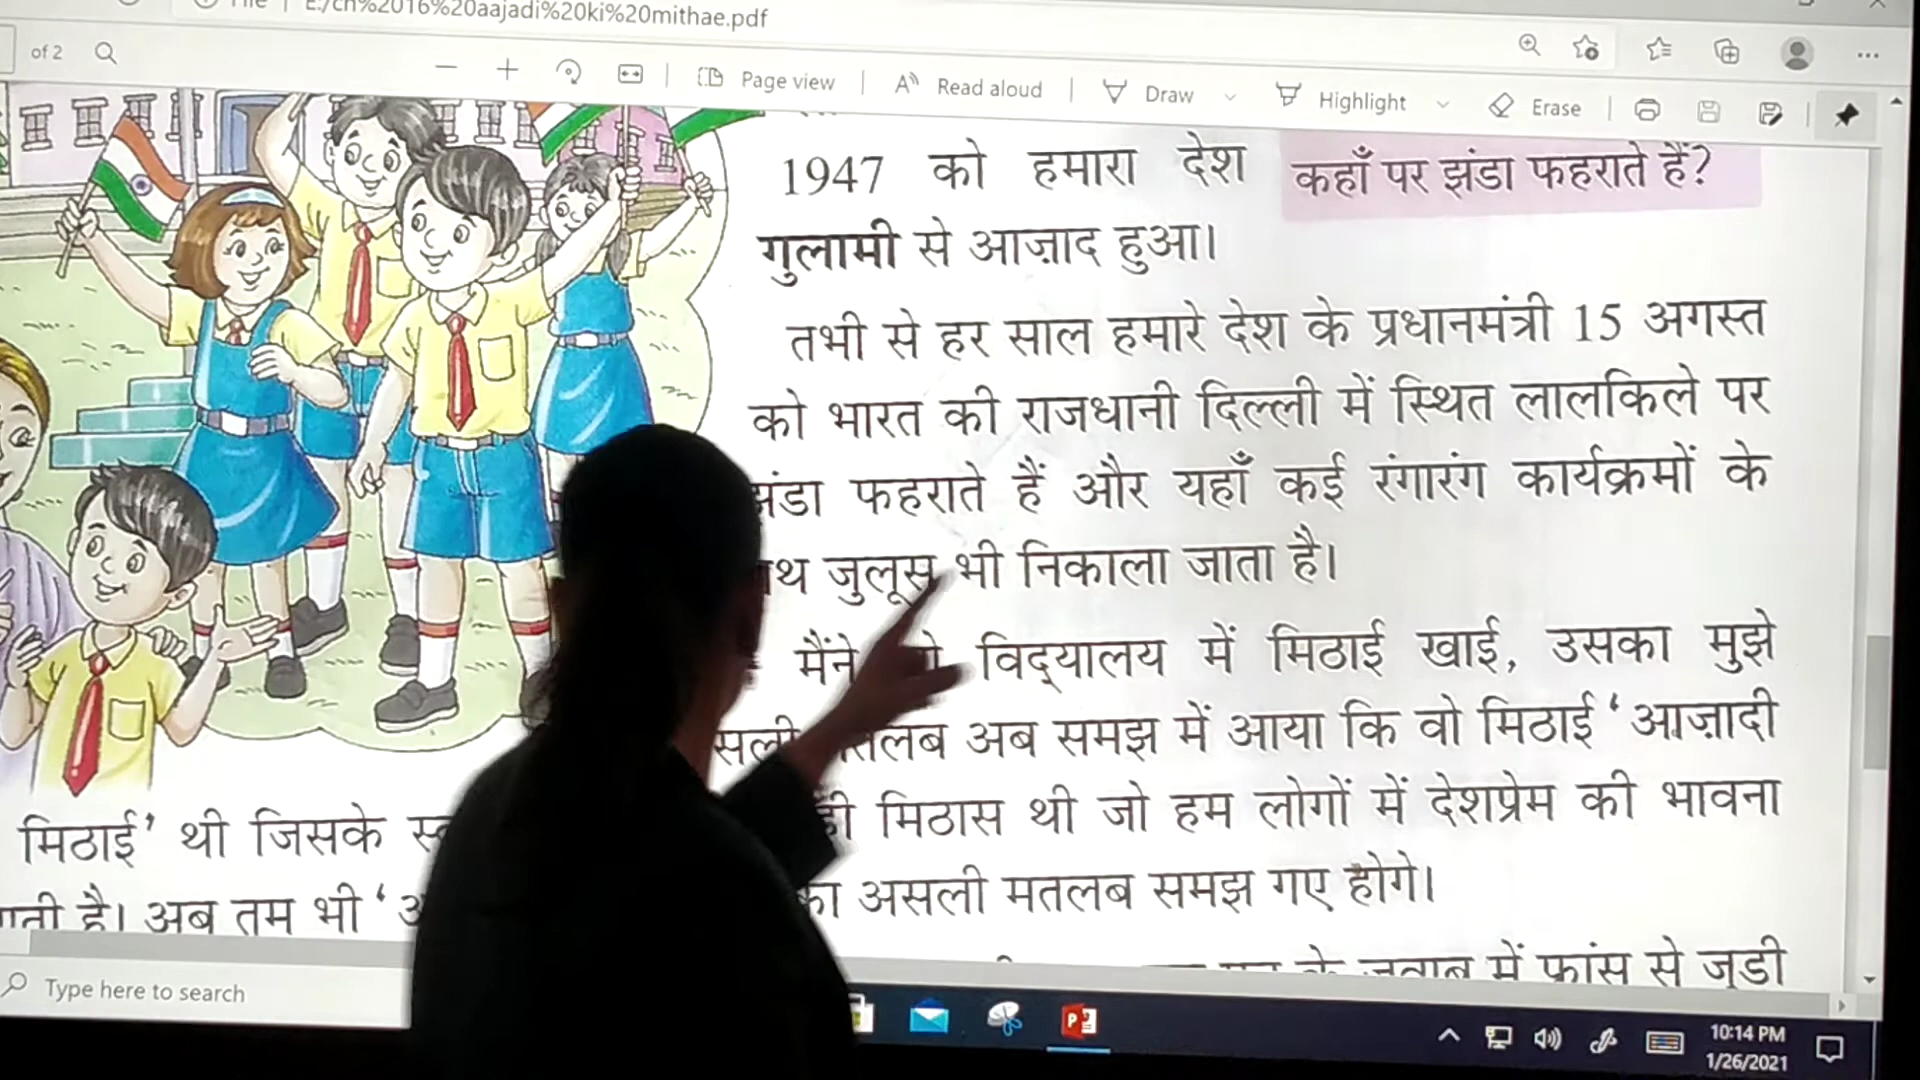 E:/ch%2016%20aajadi%20ki%20mithae.pdf
of 2
Page view
Read aloud
Draw
Highlight
Erase
1947 को हमारा देश
कहाँ पर झंडा फहराते हैं?
गुलामी से आज़ाद हुआ।
तभी से हर साल हमारे देश के प्रधानमंत्री 15 अगस्त
को भारत की राजधानी दिल्ली में स्थित लालकिले पर
फहराते हैं और यहाँ कई रंगारंग कार्यक्रमों के
जुलूस भी निकाला जाता है।
मैंने विद्यालय में मिठाई खाई, उसका मुझे
अब समझ में आया कि वो मिठाई ‘आज़ादी
मिठास थी जो हम लोगों में देशप्रेम की भावना
मिठाई’ थी जिसके
असली मतलब समझ गए होगे।
है। अब तुम भी ‘
के जवाब में फ्रांस से जुड़ी
Type here to search
10:14 PM
1/26/2021